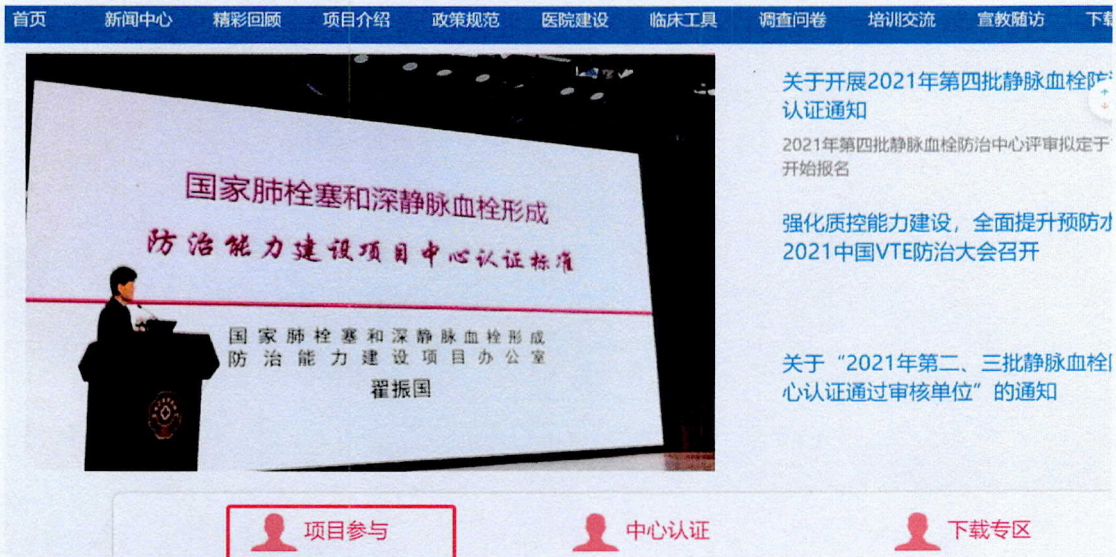 首页 新闻中心 精彩回顾 项目介绍 政策规范 医院建设 临床工具 调查问卷 培训交流 宣教随访
国家肺栓塞和深静脉血栓形成
防治能力建设项目中心认证标准
国家肺栓塞和深静脉血栓形成
防治能力建设项目办公室
翟振国
关于开展2021年第四批静脉血栓防
认证通知
2021年第四批静脉血栓防治中心评审拟定于
开始报名
强化质控能力建设，全面提升预防水
2021中国VTE防治大会召开
关于“2021年第二、三批静脉血栓
心认证通过审核单位”的通知
项目参与 中心认证 下载专区